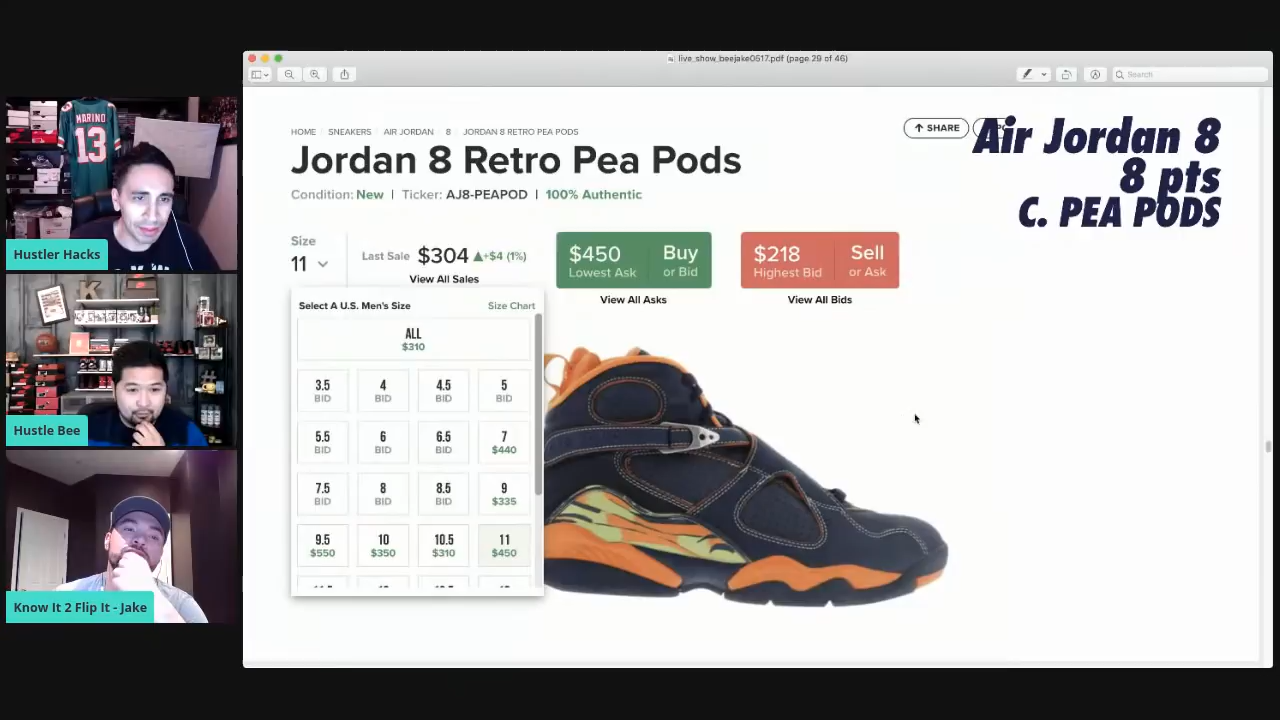 live_show_beejake0517.pdf (page 29 of 46)
Search
HOME SNEAKERS AIR JORDAN 8 JORDAN 8 RETRO PEA PODS
SHARE
Jordan 8 Retro Pea Pods
Condition: New | Ticker: AJ8-PEAPOD | 100% Authentic
Air Jordan 8
8 pts
C. PEA PODS
Size
11
Last Sale $304 ▲+$4 (1%)
View All Sales
$450 Buy
Lowest Ask or Bid
View All Asks
$218 Sell
Highest Bid or Ask
View All Bids
Select A U.S. Men's Size Size Chart
ALL
$310
3.5 4 4.5 5
BID BID BID BID
5.5 6 6.5 7
BID BID BID $440
7.5 8 8.5 9
BID BID BID $335
9.5 10 10.5 11
$550 $350 $310 $450
MARINO
13
Hustler Hacks
K
Hustle Bee
Know It 2 Flip It - Jake